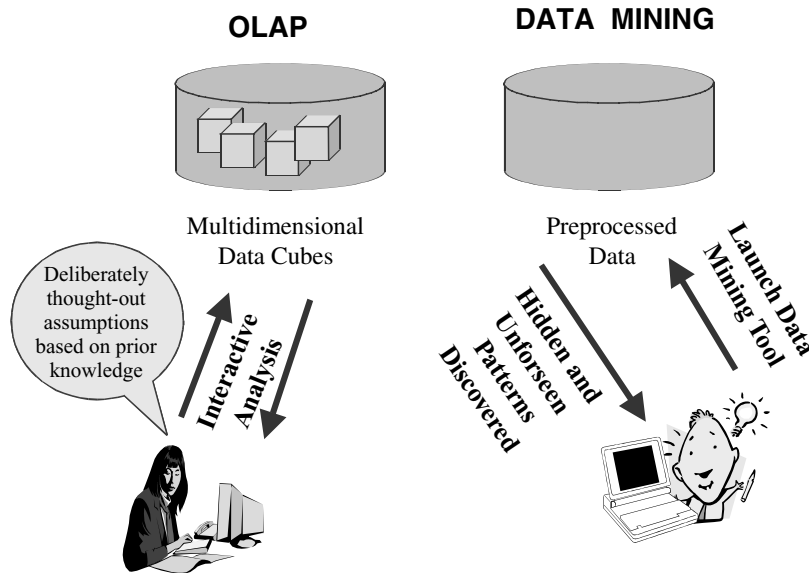 OLAP
DATA MINING
Multidimensional
Data Cubes
Preprocessed
Data
Deliberately
thought-out
assumptions
based on prior
knowledge
Interactive
Analysis
Hidden and
Unforseen
Patterns
Discovered
Launch Data
Mining Tool